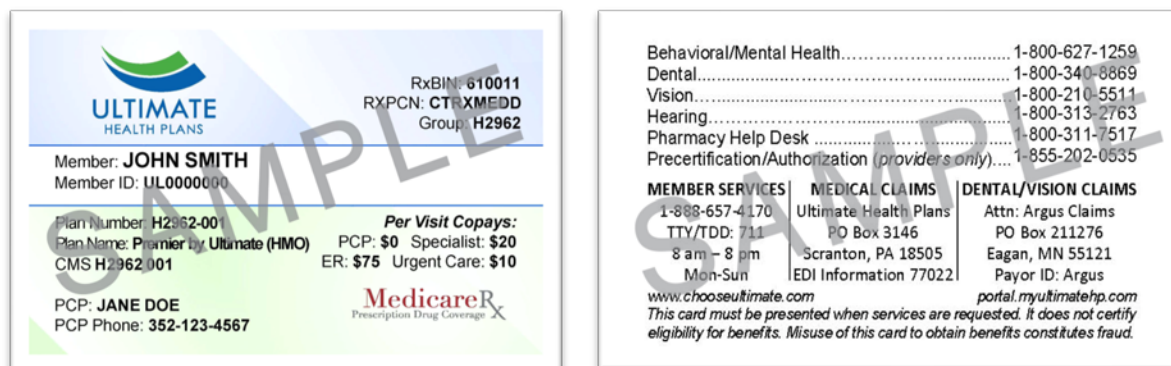 ULTIMATE
HEALTH PLANS
RxBIN: 610011
RXPCN: CTRXMEDD
Group: H2962
Member: JOHN SMITH
Member ID: UL0000000
Plan Number: H2962-001
Plan Name: Premier by Ultimate (HMO)
CMS H2962 001
Per Visit Copays:
PCP: $0 Specialist: $20
ER: $75 Urgent Care: $10
PCP: JANE DOE
PCP Phone: 352-123-4567
MedicareRx
Prescription Drug Coverage
SAMPLE
Behavioral/Mental Health........................ 1-800-627-1259
Dental........................ 1-800-340-8869
Vision........................ 1-800-210-5511
Hearing........................ 1-800-313-2763
Pharmacy Help Desk ........................ 1-800-311-7517
Precertification/Authorization (providers only).... 1-855-202-0535
MEMBER SERVICES
1-888-657-4170
TTY/TDD: 711
8 am – 8 pm
Mon-Sun
MEDICAL CLAIMS
Ultimate Health Plans
PO Box 3146
Scranton, PA 18505
EDI Information 77022
DENTAL/VISION CLAIMS
Attn: Argus Claims
PO Box 211276
Eagan, MN 55121
Payor ID: Argus
www.chooseultimate.com portal.myultimatehp.com
This card must be presented when services are requested. It does not certify
eligibility for benefits. Misuse of this card to obtain benefits constitutes fraud.
SAMPLE